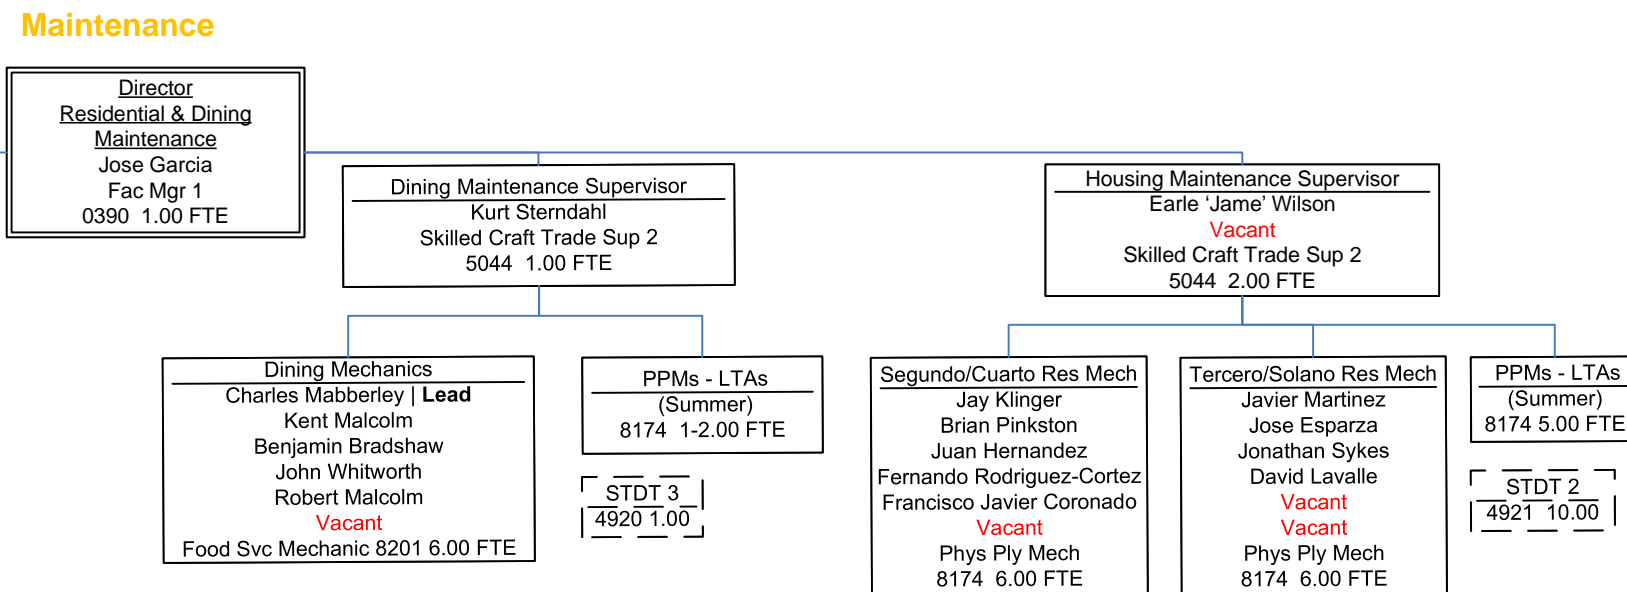 Maintenance
Director
Residential & Dining
Maintenance
Jose Garcia
Fac Mgr 1
0390  1.00 FTE
Dining Maintenance Supervisor
Kurt Sterndahl
Skilled Craft Trade Sup 2
5044  1.00 FTE
Housing Maintenance Supervisor
Earle ‘Jame’ Wilson
Vacant
Skilled Craft Trade Sup 2
5044  2.00 FTE
Dining Mechanics
Charles Mabberley | Lead
Kent Malcolm
Benjamin Bradshaw
John Whitworth
Robert Malcolm
Vacant
Food Svc Mechanic 8201 6.00 FTE
PPMs - LTAs
(Summer)
8174  1-2.00 FTE
STDT 3
4920 1.00
Segundo/Cuarto Res Mech
Jay Klinger
Brian Pinkston
Juan Hernandez
Fernando Rodriguez-Cortez
Francisco Javier Coronado
Vacant
Phys Ply Mech
8174  6.00 FTE
Tercero/Solano Res Mech
Javier Martinez
Jose Esparza
Jonathan Sykes
David Lavalle
Vacant
Vacant
Phys Ply Mech
8174  6.00 FTE
PPMs - LTAs
(Summer)
8174 5.00 FTE
STDT 2
4921  10.00